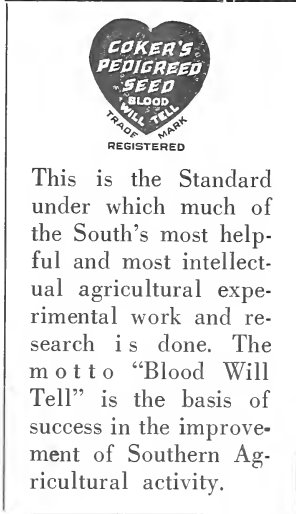 COKER'S
PEDIGREED
SEED
BLOOD
WILL TELL
TRADE MARK
REGISTERED
This is the Standard
under which much of
the South's most help-
ful and most intellect-
ual agricultural expe-
rimental work and re-
search is done. The
motto "Blood Will
Tell" is the basis of
success in the improve-
ment of Southern Ag-
ricultural activity.